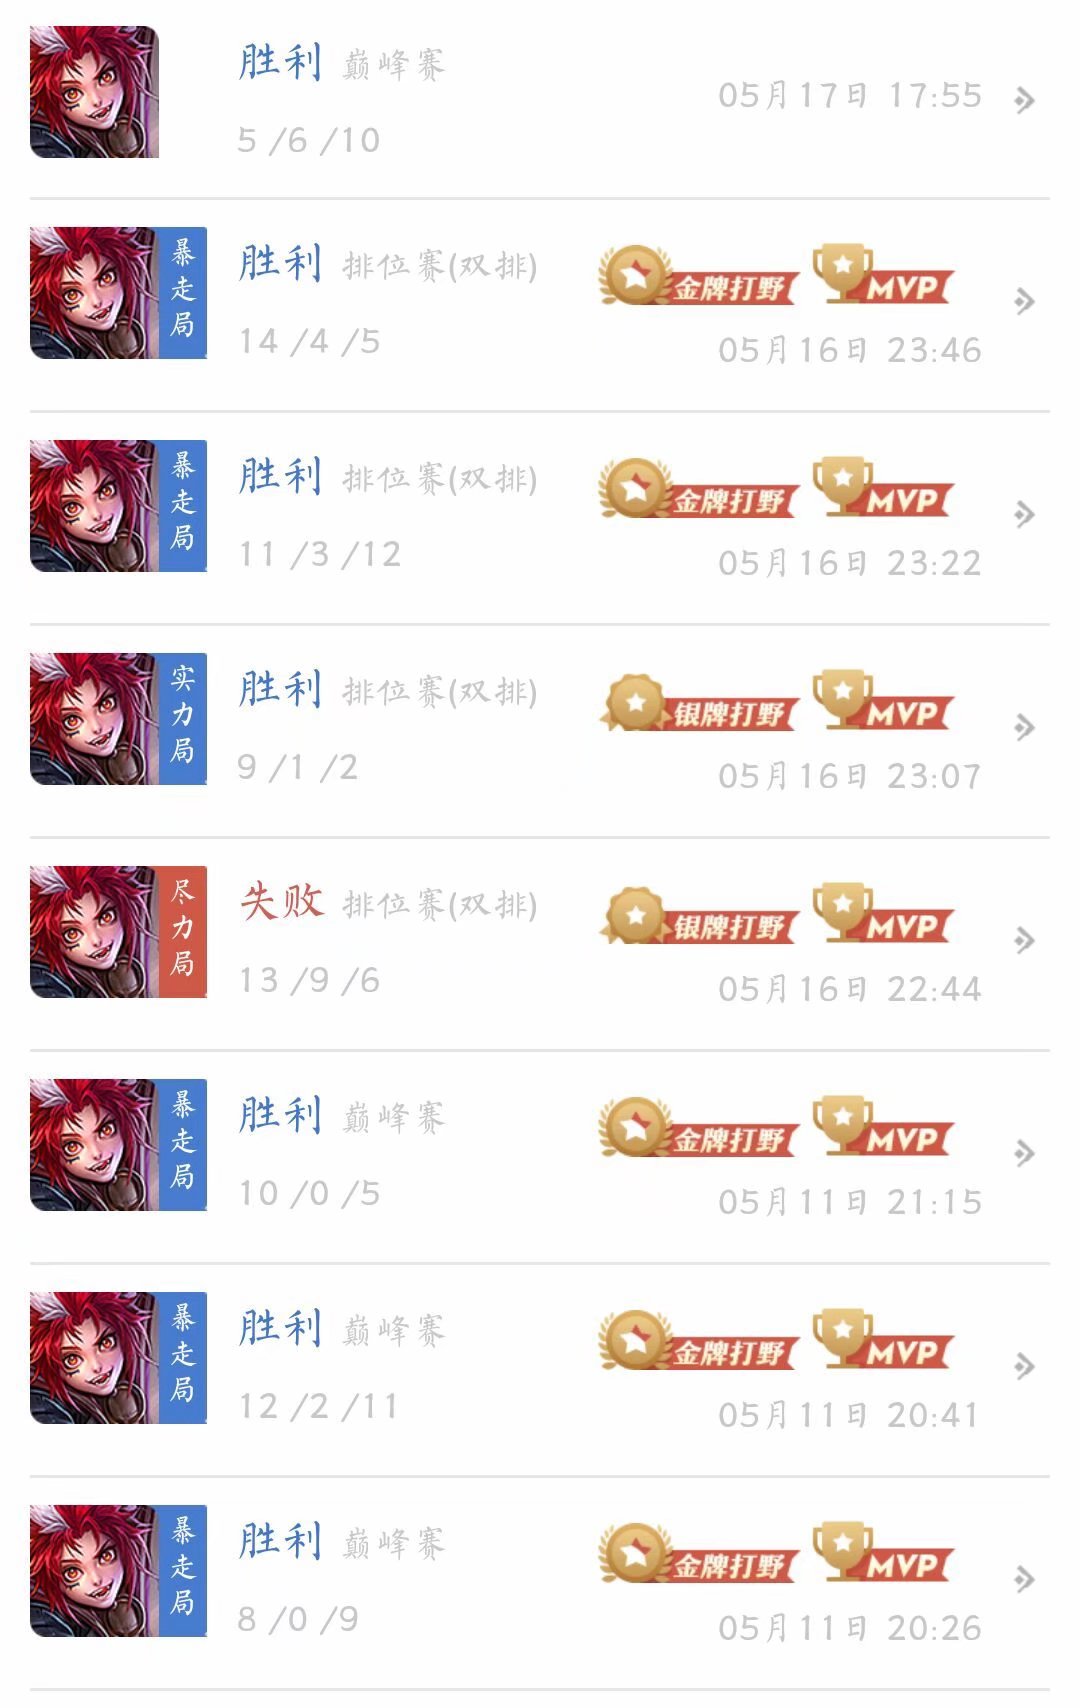 胜利 巅峰赛
5 /6 /10
05月17日 17:55
暴走局
胜利 排位赛(双排)
14 /4 /5
金牌打野 MVP
05月16日 23:46
暴走局
胜利 排位赛(双排)
11 /3 /12
金牌打野 MVP
05月16日 23:22
实力局
胜利 排位赛(双排)
9 /1 /2
银牌打野 MVP
05月16日 23:07
尽力局
失败 排位赛(双排)
13 /9 /6
银牌打野 MVP
05月16日 22:44
暴走局
胜利 巅峰赛
10 /0 /5
金牌打野 MVP
05月11日 21:15
暴走局
胜利 巅峰赛
12 /2 /11
金牌打野 MVP
05月11日 20:41
暴走局
胜利 巅峰赛
8 /0 /9
金牌打野 MVP
05月11日 20:26